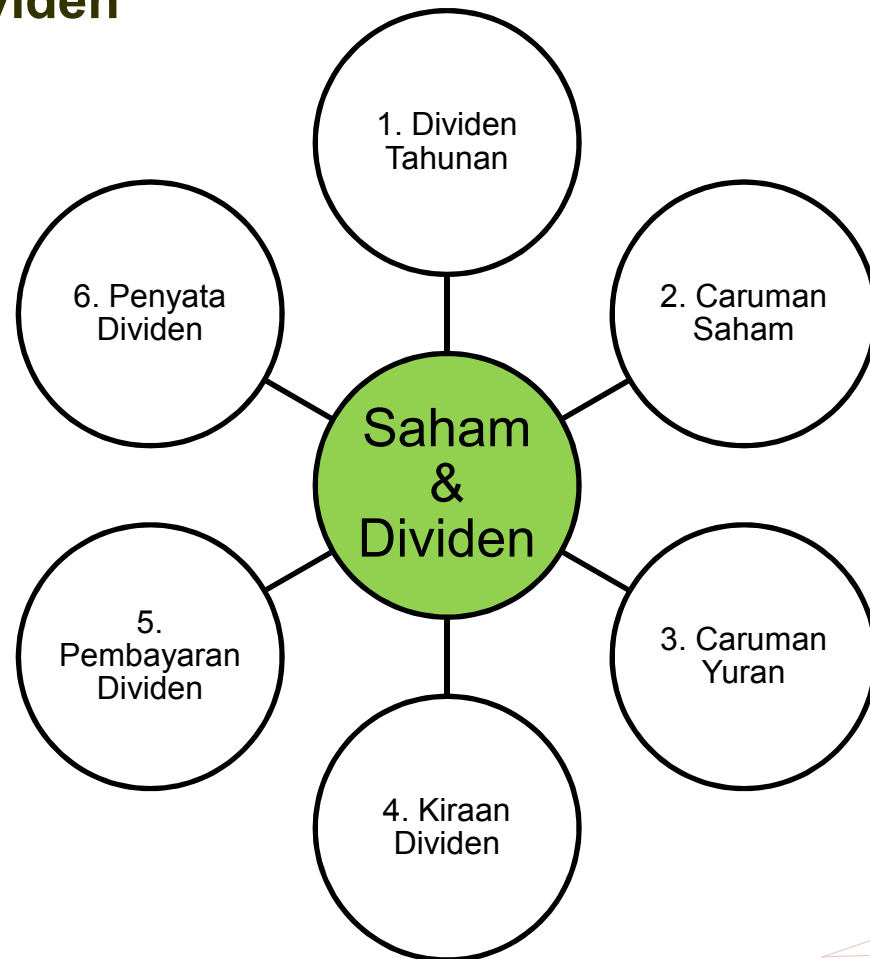 1. Dividen
Tahunan
2. Caruman
Saham
3. Caruman
Yuran
4. Kiraan
Dividen
5.
Pembayaran
Dividen
6. Penyata
Dividen
Saham
&
Dividen